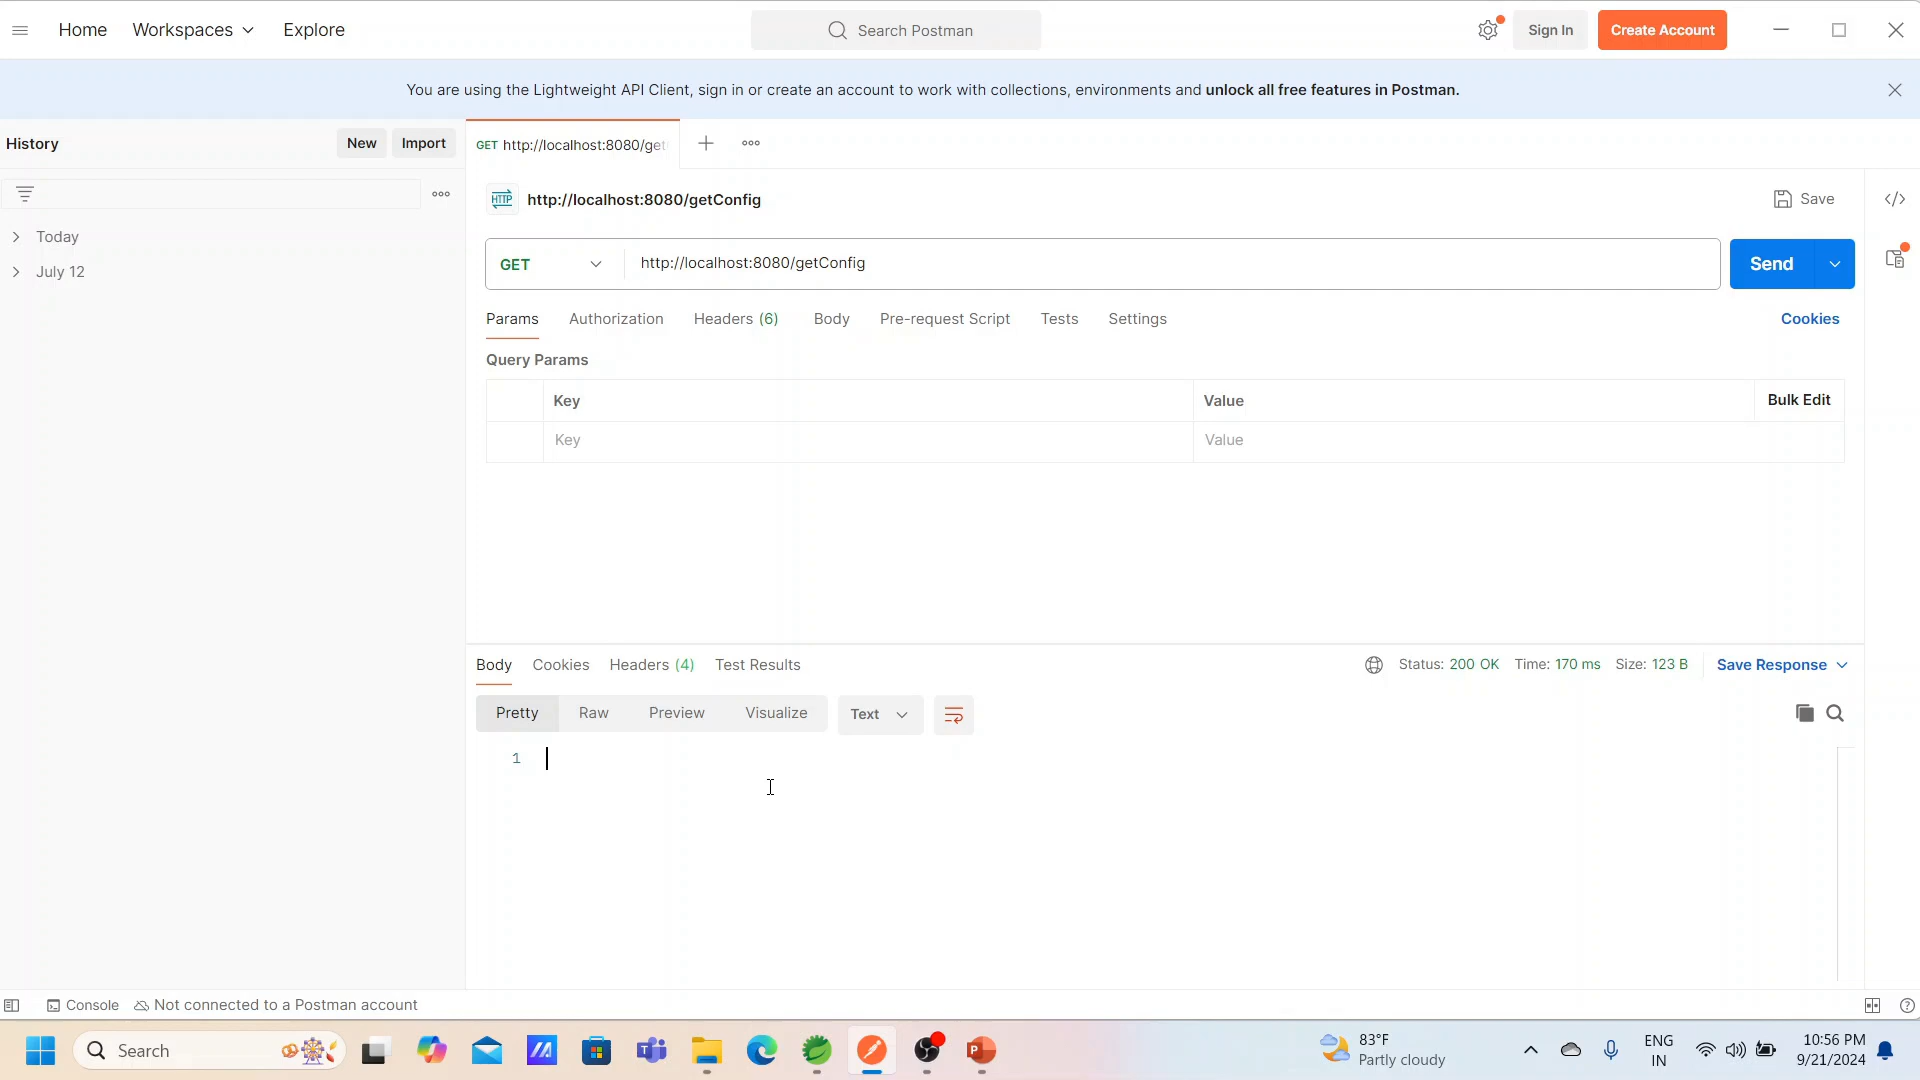 Home Workspaces Explore Search Postman Sign In Create Account
You are using the Lightweight API Client, sign in or create an account to work with collections, environments and unlock all free features in Postman.
History New Import
GET http://localhost:8080/get
HTTP http://localhost:8080/getConfig Save
Today
July 12
GET http://localhost:8080/getConfig Send
Params Authorization Headers (6) Body Pre-request Script Tests Settings Cookies
Query Params
Key Value Bulk Edit
Key Value
Body Cookies Headers (4) Test Results Status: 200 OK Time: 170 ms Size: 123 B Save Response
Pretty Raw Preview Visualize Text
1
Console Not connected to a Postman account
Search
83°F
Partly cloudy
ENG
IN
10:56 PM
9/21/2024